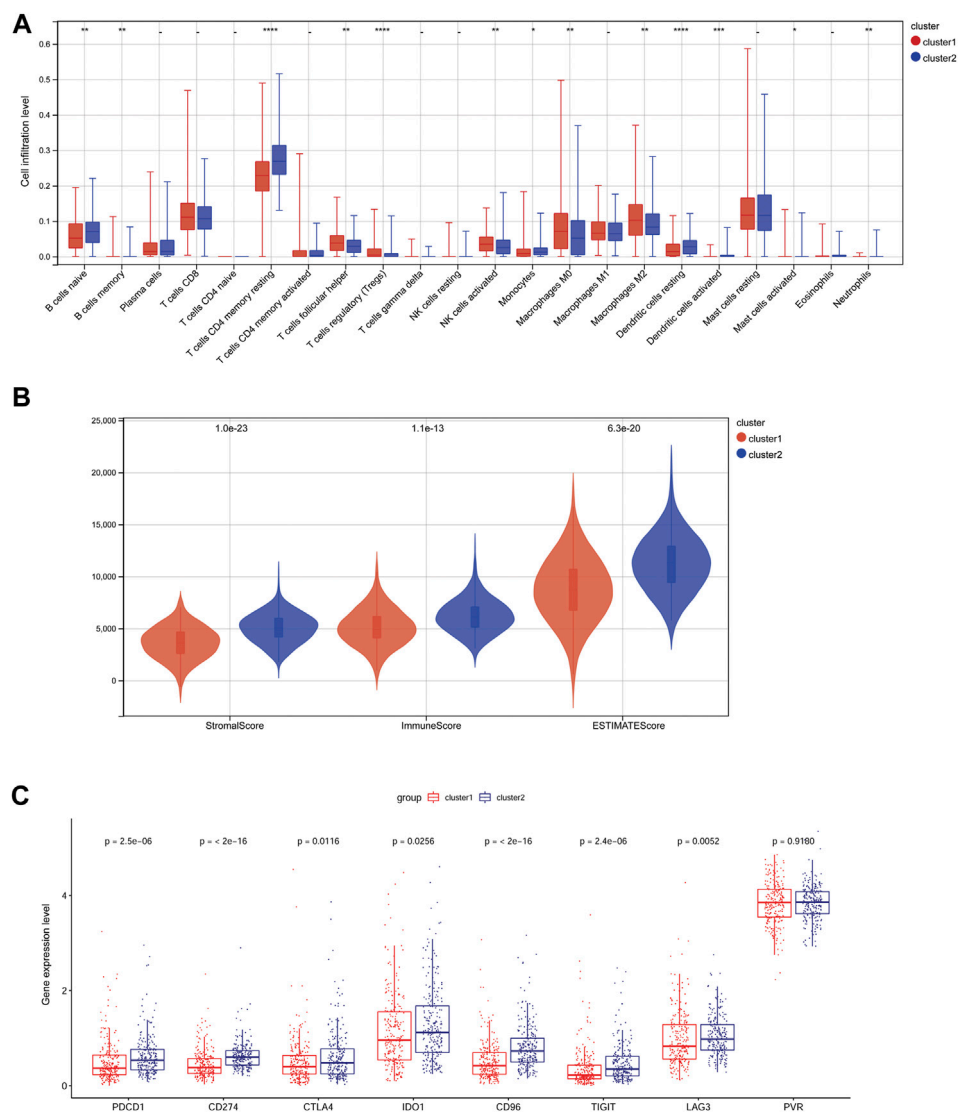 A
** ** - - - **** - ** **** - - ** * ** - ** **** *** - * - **
cluster
cluster1
cluster2
Cell infiltration level
0.6
0.5
0.4
0.3
0.2
0.1
0.0
B cells naive
B cells memory
Plasma cells
T cells CD8
T cells CD4 naive
T cells CD4 memory resting
T cells CD4 memory activated
T cells follicular helper
T cells regulatory (Tregs)
T cells gamma delta
NK cells resting
NK cells activated
Monocytes
Macrophages M0
Macrophages M1
Macrophages M2
Dendritic cells resting
Dendritic cells activated
Mast cells resting
Mast cells activated
Eosinophils
Neutrophils
B
25,000
20,000
15,000
10,000
5,000
0
1.0e-23 1.1e-13 6.3e-20
cluster
cluster1
cluster2
StromalScore ImmuneScore ESTIMATEScore
C
group cluster1 cluster2
p = 2.5e-06 p = < 2e-16 p = 0.0116 p = 0.0256 p = < 2e-16 p = 2.4e-06 p = 0.0052 p = 0.9180
Gene expression level
4
2
0
PDCD1 CD274 CTLA4 IDO1 CD96 TIGIT LAG3 PVR